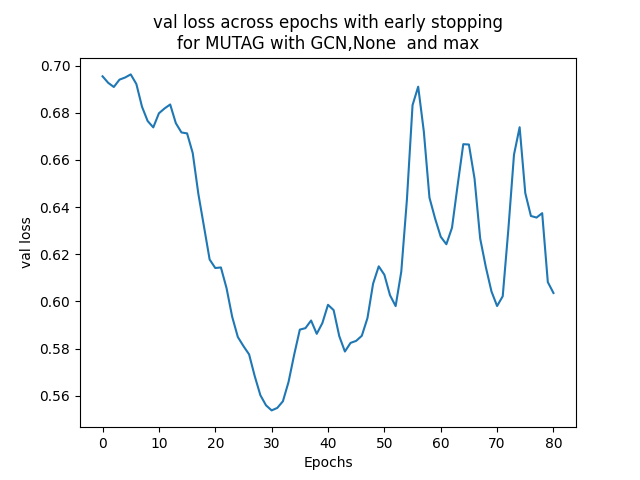 val loss across epochs with early stopping
for MUTAG with GCN,None  and max
0.70
0.68
0.66
0.64
0.62
0.60
0.58
0.56
val loss
0 10 20 30 40 50 60 70 80
Epochs